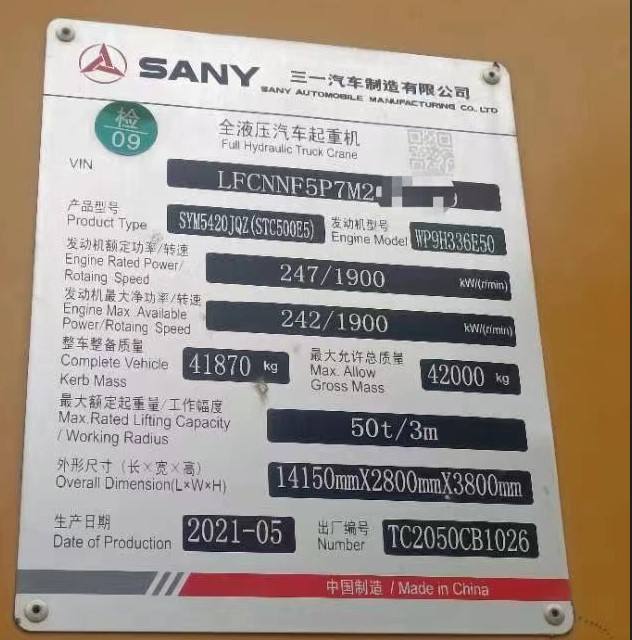 SANY 三一汽车制造有限公司
SANY AUTOMOBILE MANUFACTURING CO.,LTD
检
09
全液压汽车起重机
Full Hydraulic Truck Crane
VIN LFCNNF5P7M2
产品型号 发动机型号
Product Type SYM5420JQZ(STC500E5) Engine Model WP9H336E50
发动机额定功率/转速
Engine Rated Power/
Rotaing Speed 247/1900 kW/(r/min)
发动机最大净功率/转速
Engine Max Available
Power/Rotaing Speed 242/1900 kW/(r/min)
整车整备质量 最大允许总质量
Complete Vehicle Max. Allow
Kerb Mass 41870 kg Gross Mass 42000 kg
最大额定起重量/工作幅度
Max.Rated Lifting Capacity
/ Working Radius 50t/3m
外形尺寸（长×宽×高）
Overall Dimension(L×W×H) 14150mmX2800mmX3800mm
生产日期 出厂编号
Date of Production 2021-05 Number TC2050CB1026
中国制造 / Made in China